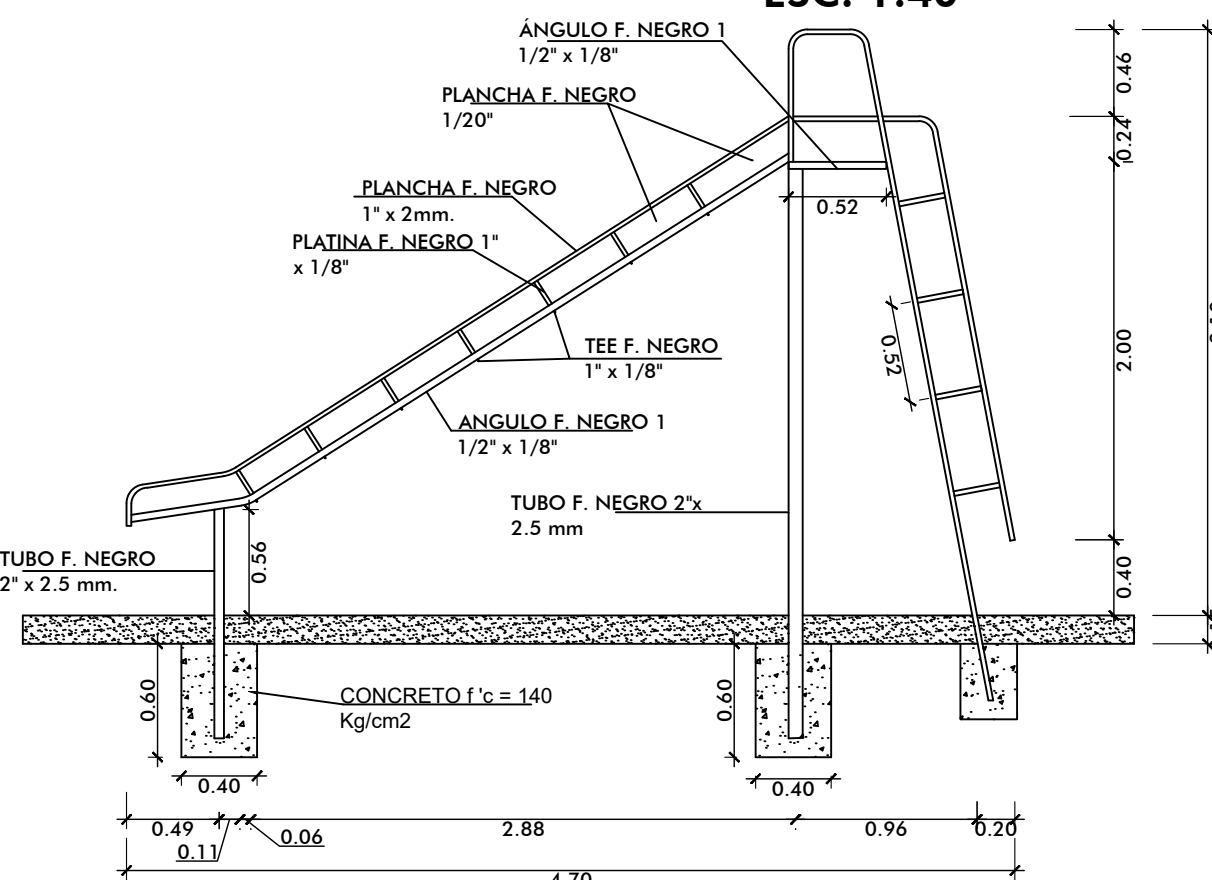 ESC. 1:40
ÁNGULO F. NEGRO 1
1/2" x 1/8"
PLANCHA F. NEGRO
1/20"
PLANCHA F. NEGRO
1" x 2mm.
PLATINA F. NEGRO 1"
x 1/8"
TEE F. NEGRO
1" x 1/8"
ANGULO F. NEGRO 1
1/2" x 1/8"
TUBO F. NEGRO 2"x
2.5 mm
TUBO F. NEGRO
2" x 2.5 mm.
CONCRETO f 'c = 140
Kg/cm2
0.46
0.24
0.52
2.00
0.52
0.56
0.40
0.60
0.60
0.40
0.40
0.49
0.11
0.06
2.88
0.96
0.20
4.70